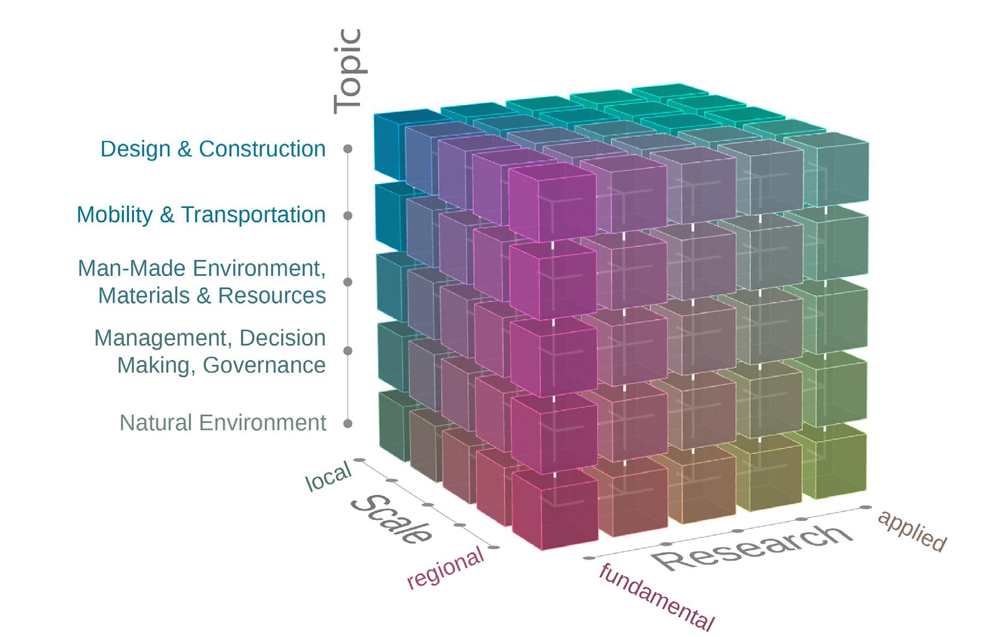 Topic
Design & Construction
Mobility & Transportation
Man-Made Environment,
Materials & Resources
Management, Decision
Making, Governance
Natural Environment
local
Scale
regional
fundamental
Research
applied